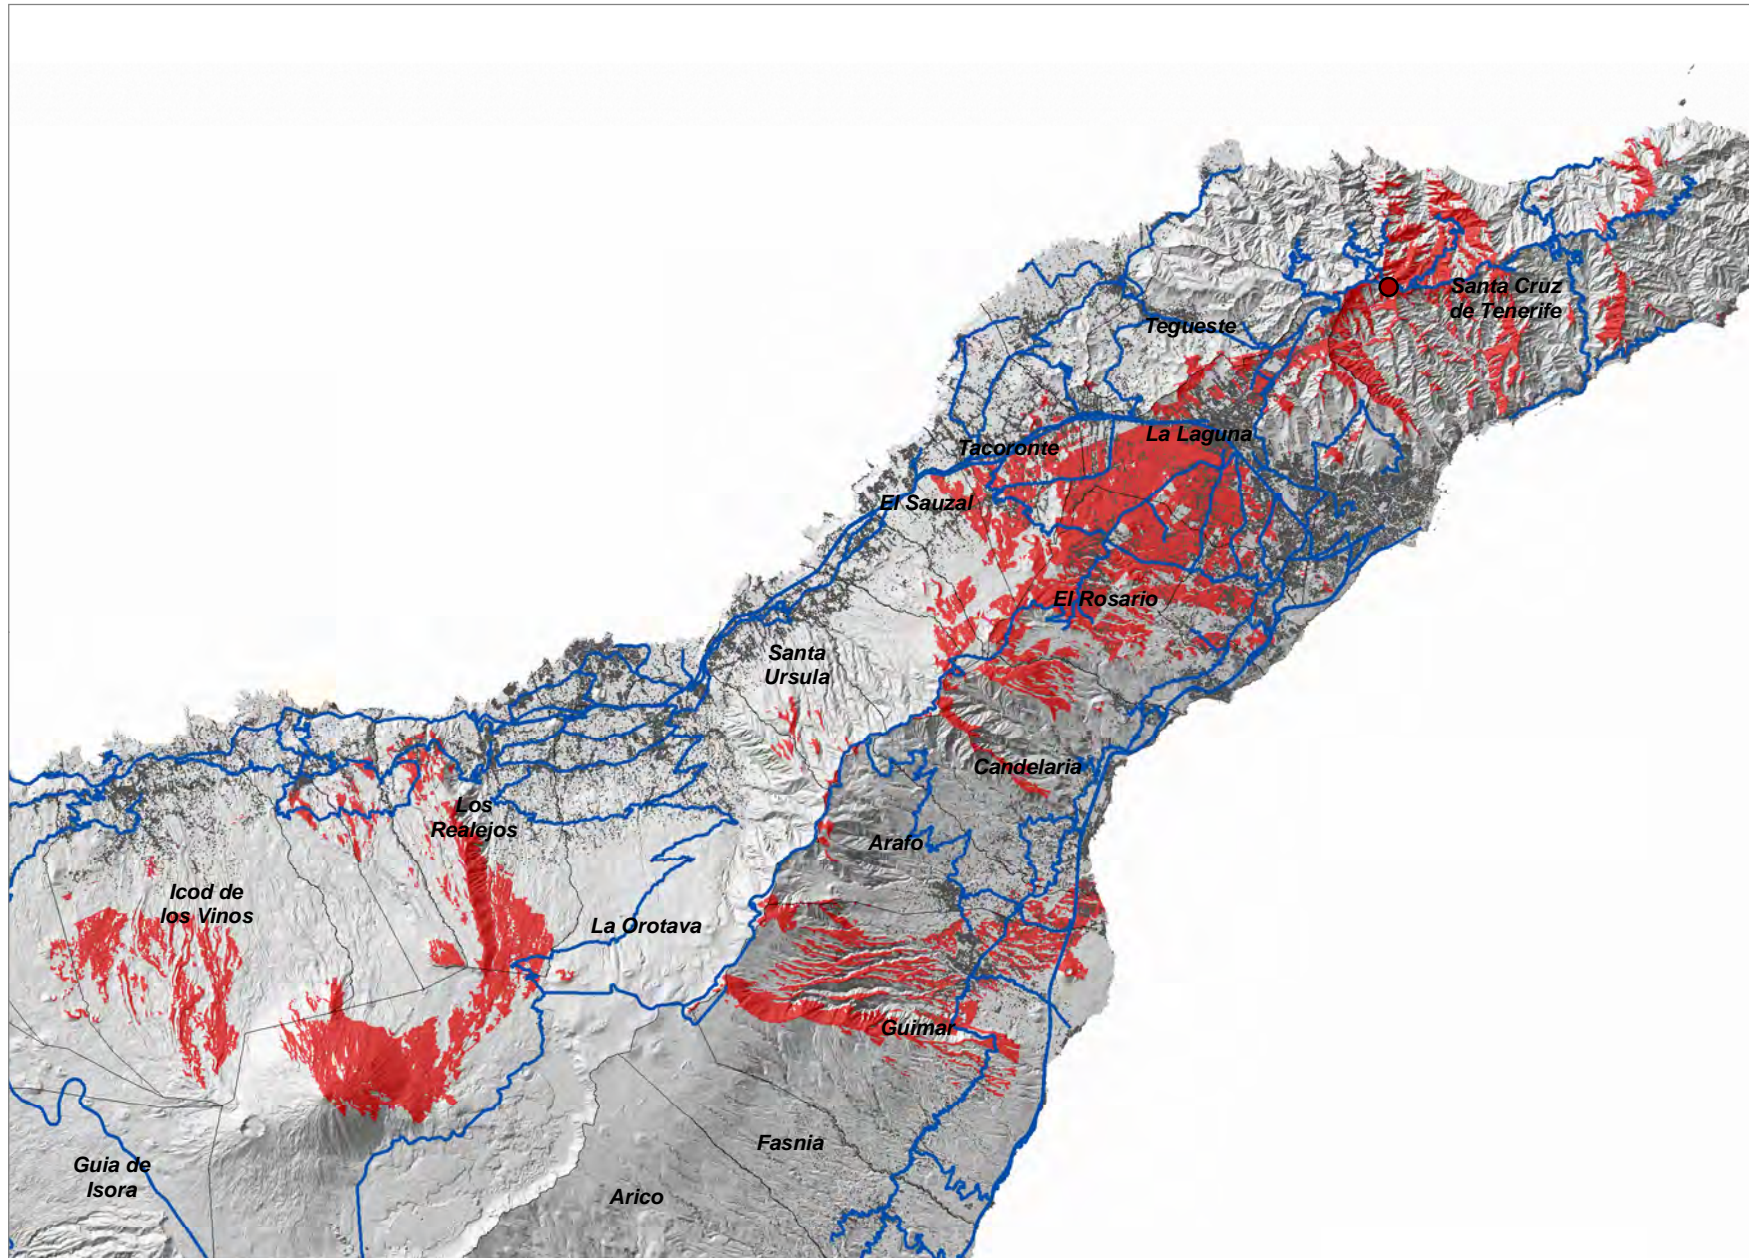 Santa Cruz
de Tenerife
Tegueste
La Laguna
Tacoronte
El Sauzal
El Rosario
Santa
Ursula
Candelaria
Los
Realejos
Arafo
Icod de
los Vinos
La Orotava
Guimar
Fasnia
Guia de
Isora
Arico